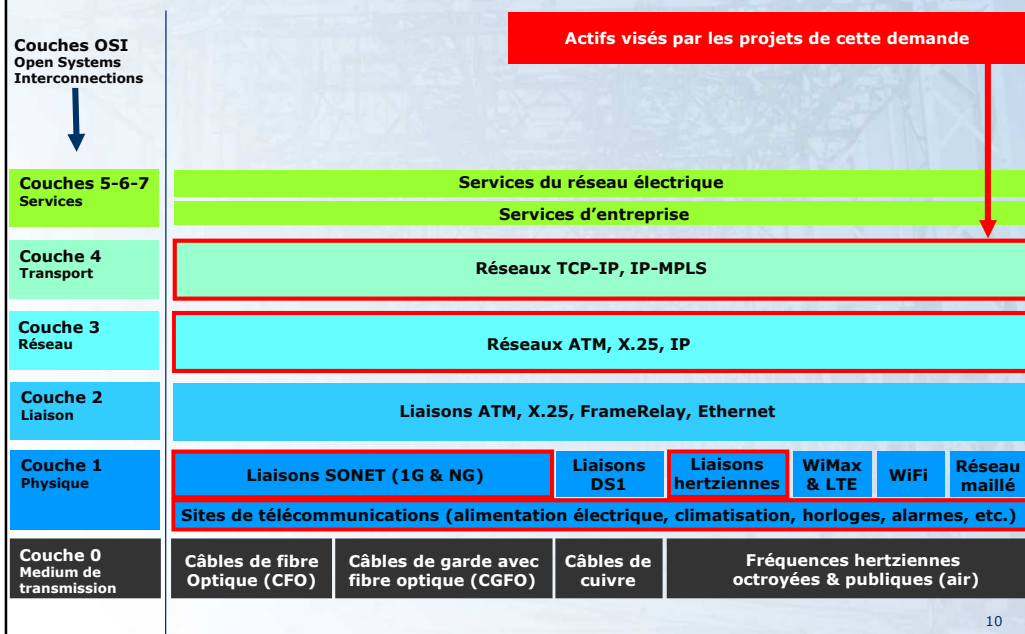 Couches OSI
Open Systems
Interconnections
Actifs visés par les projets de cette demande
Couches 5-6-7
Services
Services du réseau électrique
Services d’entreprise
Couche 4
Transport
Réseaux TCP-IP, IP-MPLS
Couche 3
Réseau
Réseaux ATM, X.25, IP
Couche 2
Liaison
Liaisons ATM, X.25, FrameRelay, Ethernet
Couche 1
Physique
Liaisons SONET (1G & NG)
Liaisons
DS1
Liaisons
hertziennes
WiMax
& LTE
WiFi
Réseau
maillé
Sites de télécommunications (alimentation électrique, climatisation, horloges, alarmes, etc.)
Couche 0
Medium de
transmission
Câbles de fibre
Optique (CFO)
Câbles de garde avec
fibre optique (CGFO)
Câbles de
cuivre
Fréquences hertziennes
octroyées & publiques (air)
10